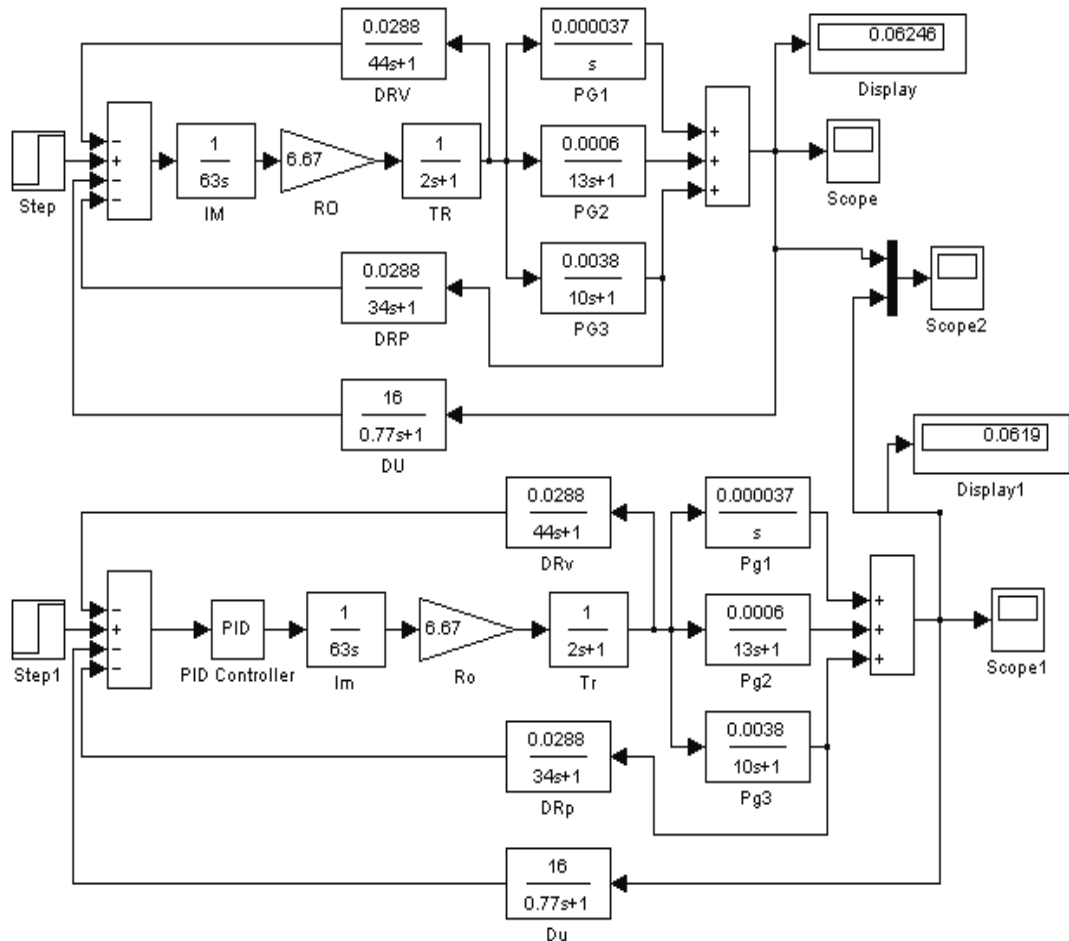 0.0288
44s+1
DRV
0.000037
s
PG1
0.06246
Display
−
+
−
−
Step
1
63s
IM
6.67
RO
1
2s+1
TR
0.0006
13s+1
PG2
+
+
+
Scope
0.0288
34s+1
DRP
0.0038
10s+1
PG3
Scope2
16
0.77s+1
DU
0.0619
Display1
0.0288
44s+1
DRv
0.000037
s
Pg1
−
+
−
−
Step1
PID
PID Controller
1
63s
Im
6.67
Ro
1
2s+1
Tr
0.0006
13s+1
Pg2
+
+
+
Scope1
0.0288
34s+1
DRp
0.0038
10s+1
Pg3
16
0.77s+1
Du